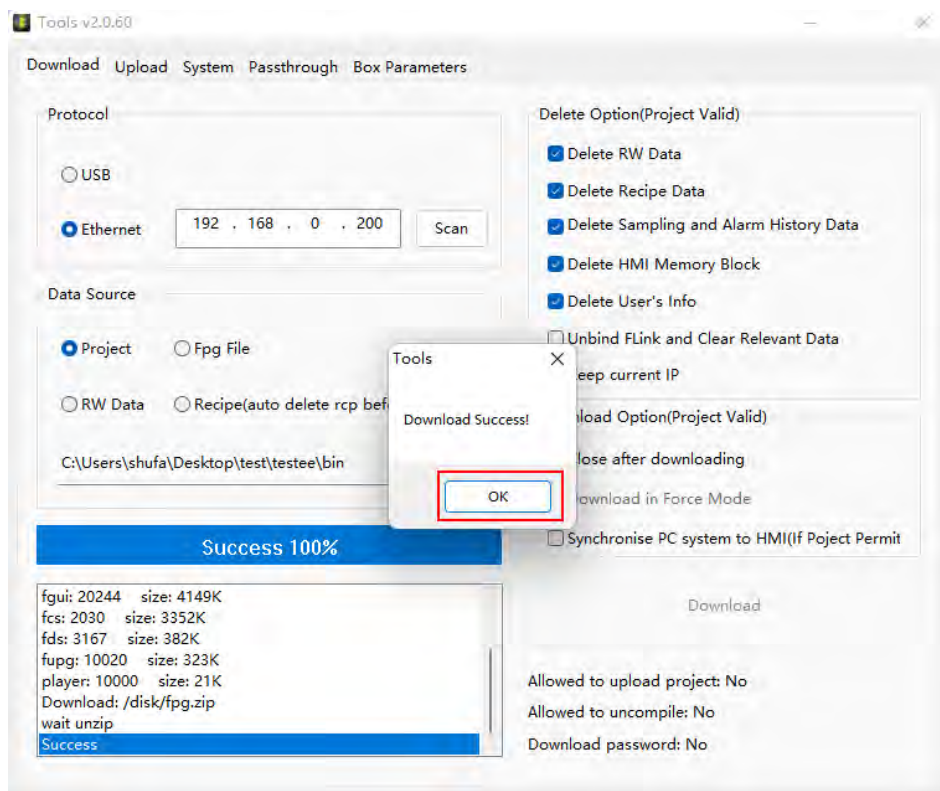 Tools v2.0.60
Download Upload System Passthrough Box Parameters
Protocol
USB
Ethernet 192 . 168 . 0 . 200 Scan
Data Source
Project Fpg File
RW Data Recipe(auto delete rcp
C:\Users\shufa\Desktop\test\testee\bin
Success 100%
fgui: 20244 size: 4149K
fcs: 2030 size: 3352K
fds: 3167 size: 382K
fupg: 10020 size: 323K
player: 10000 size: 21K
Download: /disk/fpg.zip
wait unzip
Success
Delete Option(Project Valid)
Delete RW Data
Delete Recipe Data
Delete Sampling and Alarm History Data
Delete HMI Memory Block
Delete User's Info
Unbind FLink and Clear Relevant Data
current IP
Option(Project Valid)
after downloading
in Force Mode
Synchronise PC system to HMI(If Poject Permit
Download
Allowed to upload project: No
Allowed to uncompile: No
Download password: No
Tools
Download Success!
OK